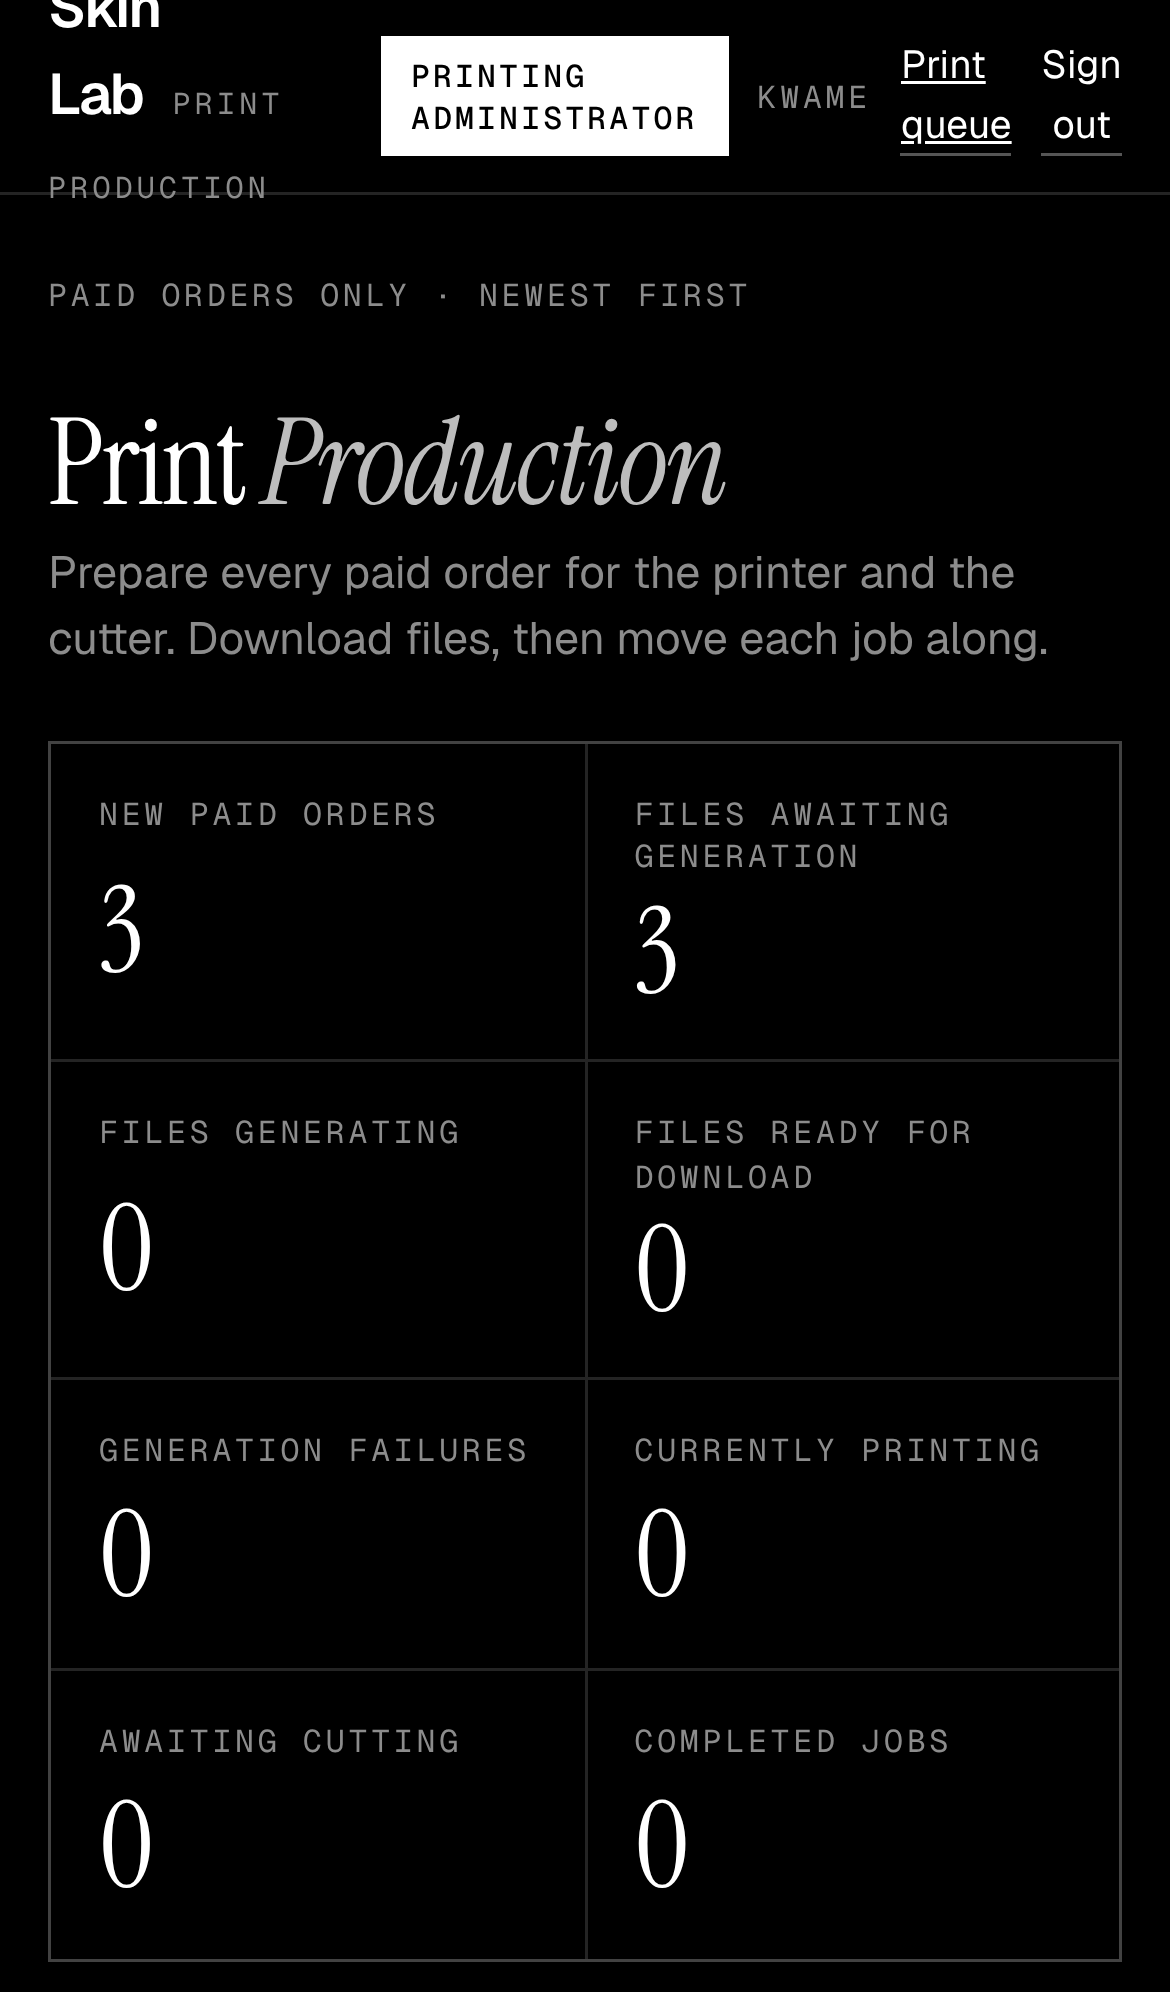 Skin
Lab PRINT
PRODUCTION
PRINTING
ADMINISTRATOR
KWAME
Print
queue
Sign
out
PAID ORDERS ONLY · NEWEST FIRST
Print Production
Prepare every paid order for the printer and the
cutter. Download files, then move each job along.
NEW PAID ORDERS
3
FILES AWAITING
GENERATION
3
FILES GENERATING
0
FILES READY FOR
DOWNLOAD
0
GENERATION FAILURES
0
CURRENTLY PRINTING
0
AWAITING CUTTING
0
COMPLETED JOBS
0